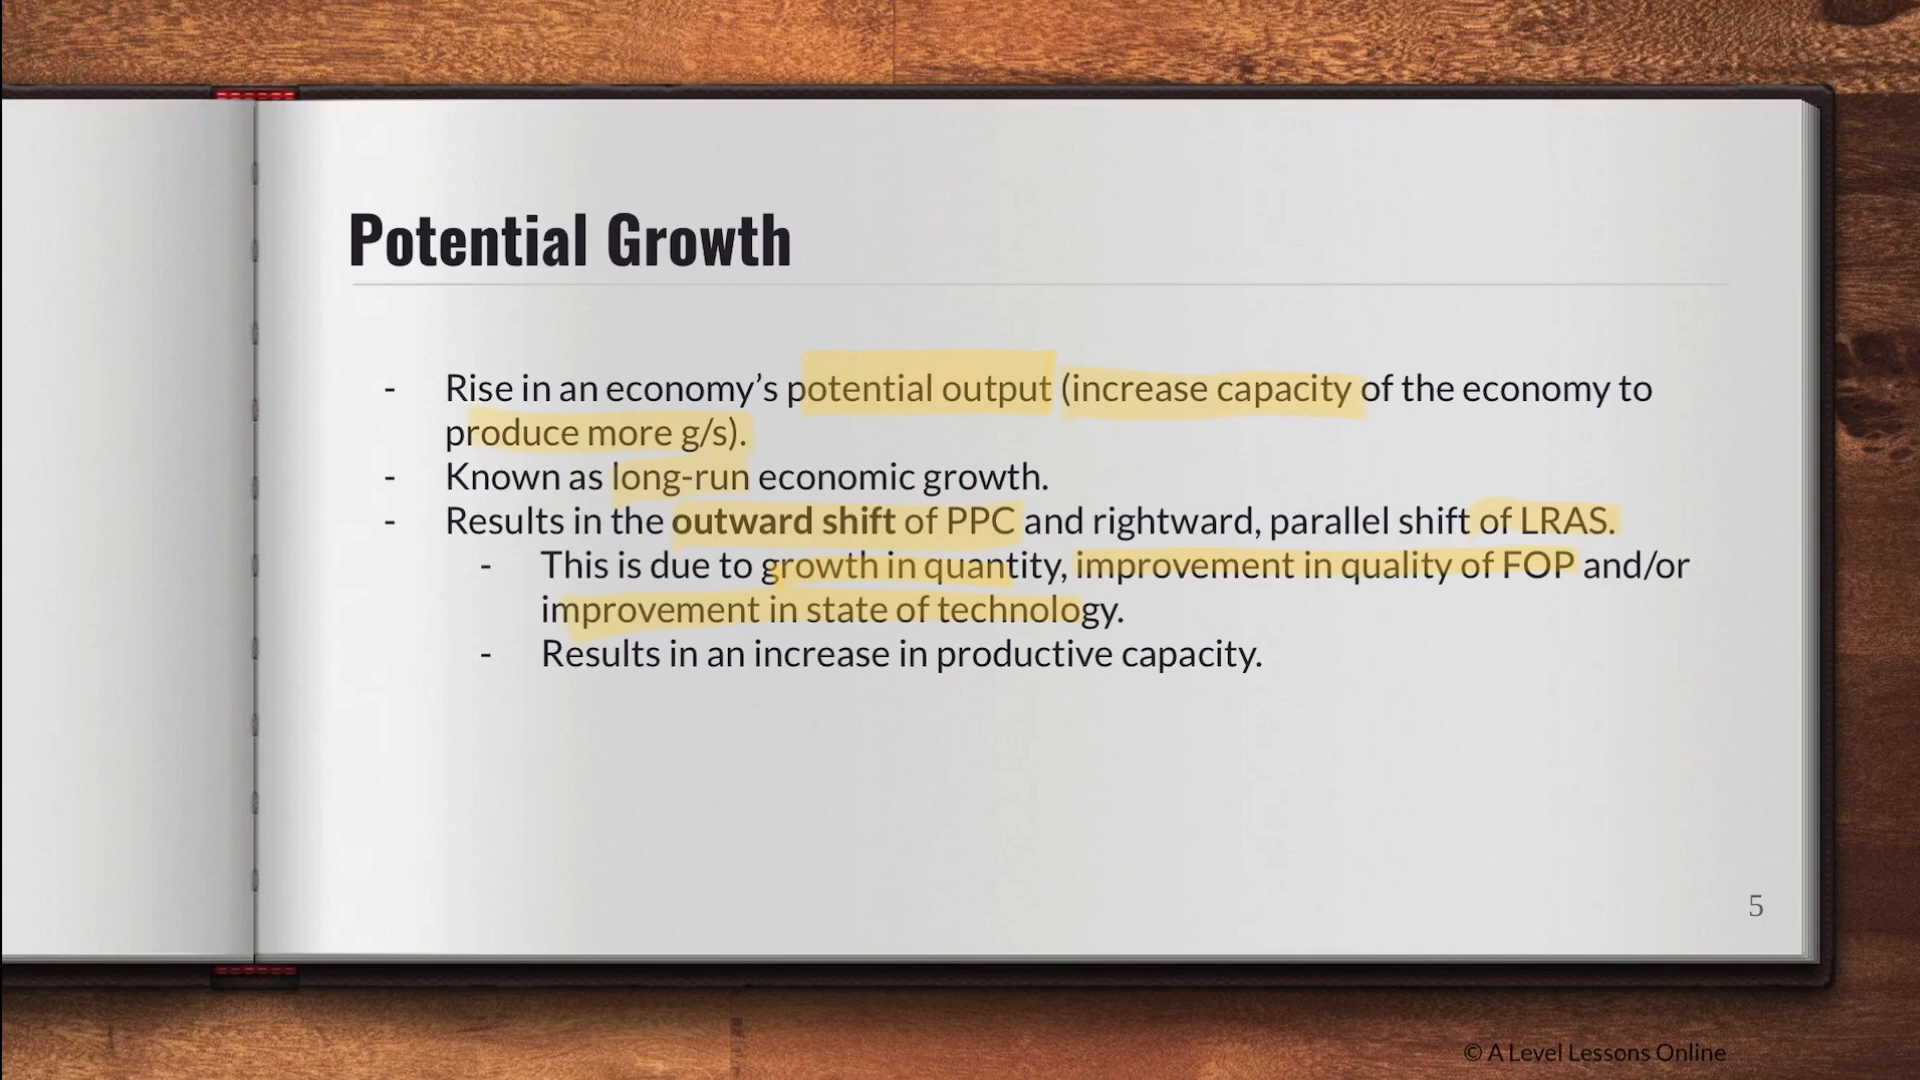 Potential Growth
- Rise in an economy’s potential output (increase capacity of the economy to
produce more g/s).
- Known as long-run economic growth.
- Results in the outward shift of PPC and rightward, parallel shift of LRAS.
- This is due to growth in quantity, improvement in quality of FOP and/or
improvement in state of technology.
- Results in an increase in productive capacity.
5
© A Level Lessons Online